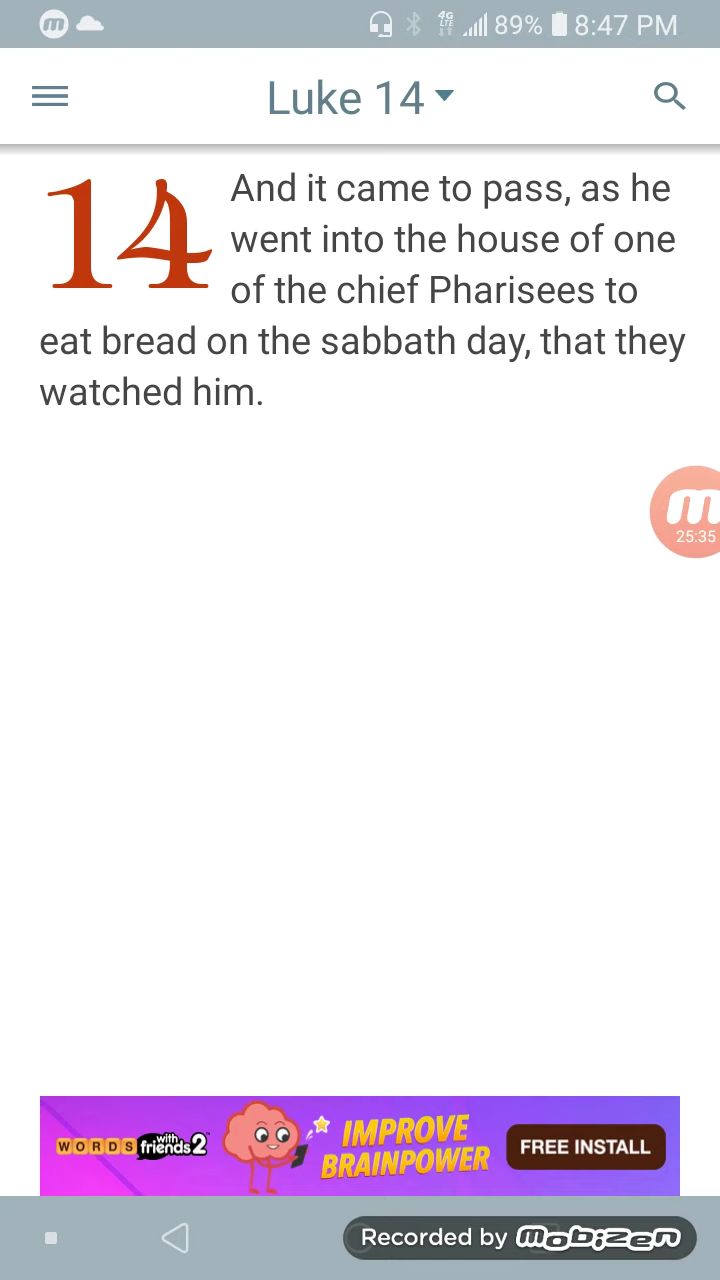 4G LTE 89% 8:47 PM
Luke 14
14 And it came to pass, as he
went into the house of one
of the chief Pharisees to
eat bread on the sabbath day, that they
watched him.
m
25:35
WORDS with friends 2 IMPROVE BRAINPOWER FREE INSTALL
Recorded by mobizen